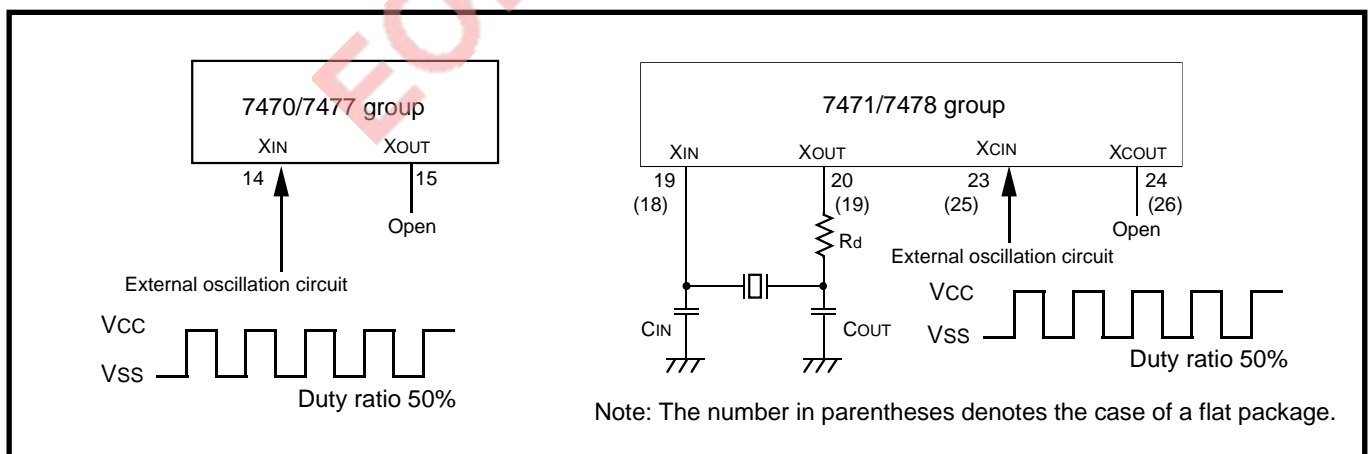 EO
7470/7477 group
XIN XOUT
14 15
Open
External oscillation circuit
VCC
VSS
Duty ratio 50%
7471/7478 group
XIN XOUT XCIN XCOUT
19 20 23 24
(18) (19) (25) (26)
Rd
Open
External oscillation circuit
CIN COUT
VCC
VSS
Duty ratio 50%
Note: The number in parentheses denotes the case of a flat package.